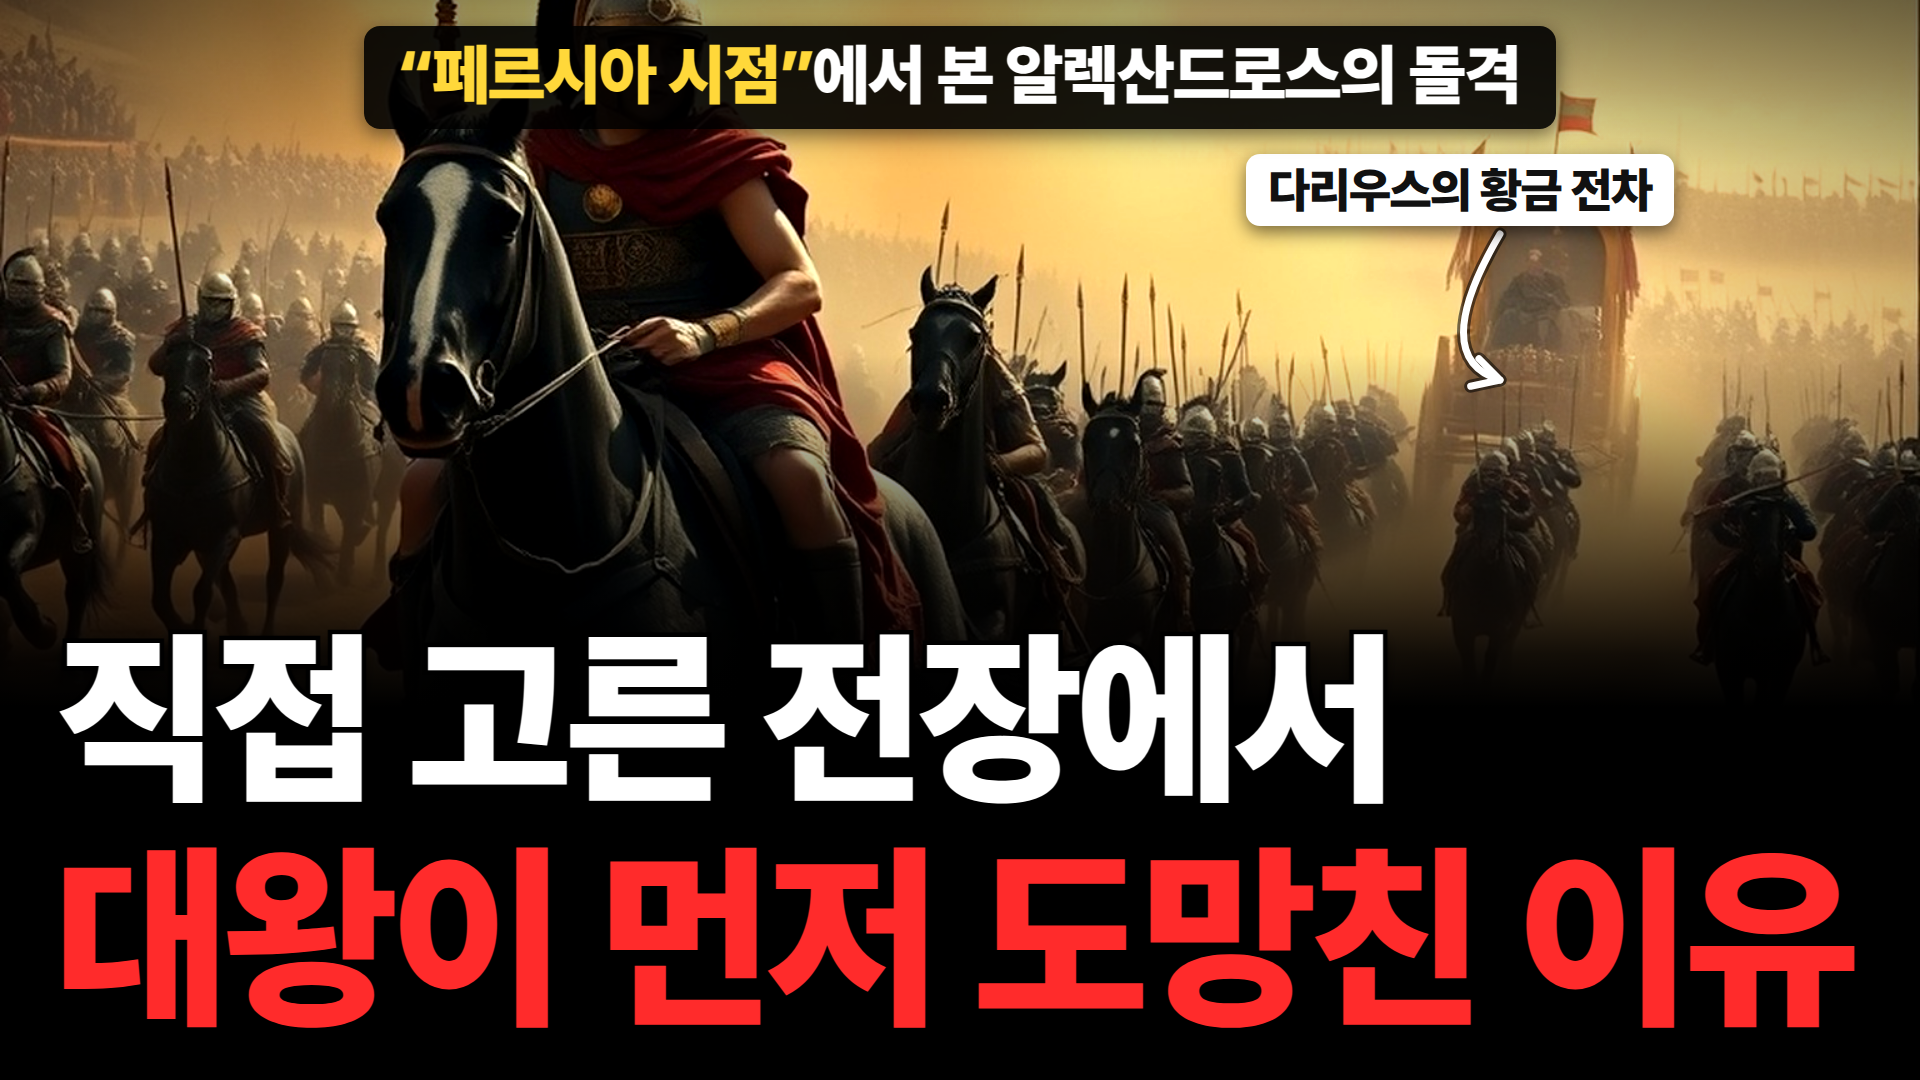 “페르시아 시점”에서 본 알렉산드로스의 돌격
다리우스의 황금 전차
직접 고른 전장에서
대왕이 먼저 도망친 이유